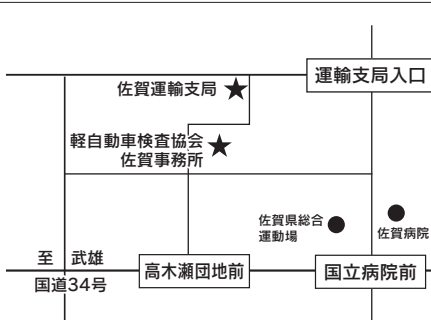 運輸支局入口
佐賀運輸支局
軽自動車検査協会
佐賀事務所
佐賀県総合
運動場
佐賀病院
至 武雄
国道34号
高木瀬団地前
国立病院前